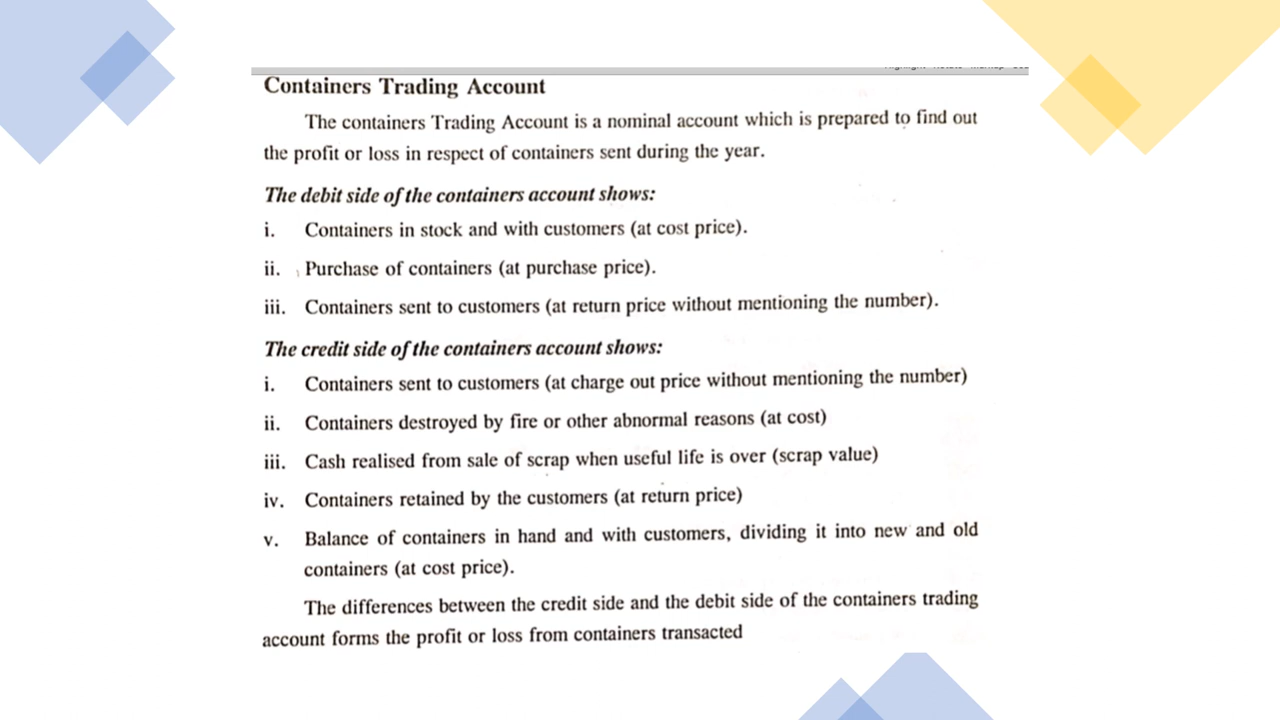 Containers Trading Account
The containers Trading Account is a nominal account which is prepared to find out
the profit or loss in respect of containers sent during the year.
The debit side of the containers account shows:
i. Containers in stock and with customers (at cost price).
ii. Purchase of containers (at purchase price).
iii. Containers sent to customers (at return price without mentioning the number).
The credit side of the containers account shows:
i. Containers sent to customers (at charge out price without mentioning the number)
ii. Containers destroyed by fire or other abnormal reasons (at cost)
iii. Cash realised from sale of scrap when useful life is over (scrap value)
iv. Containers retained by the customers (at return price)
v. Balance of containers in hand and with customers, dividing it into new and old
containers (at cost price).
The differences between the credit side and the debit side of the containers trading
account forms the profit or loss from containers transacted